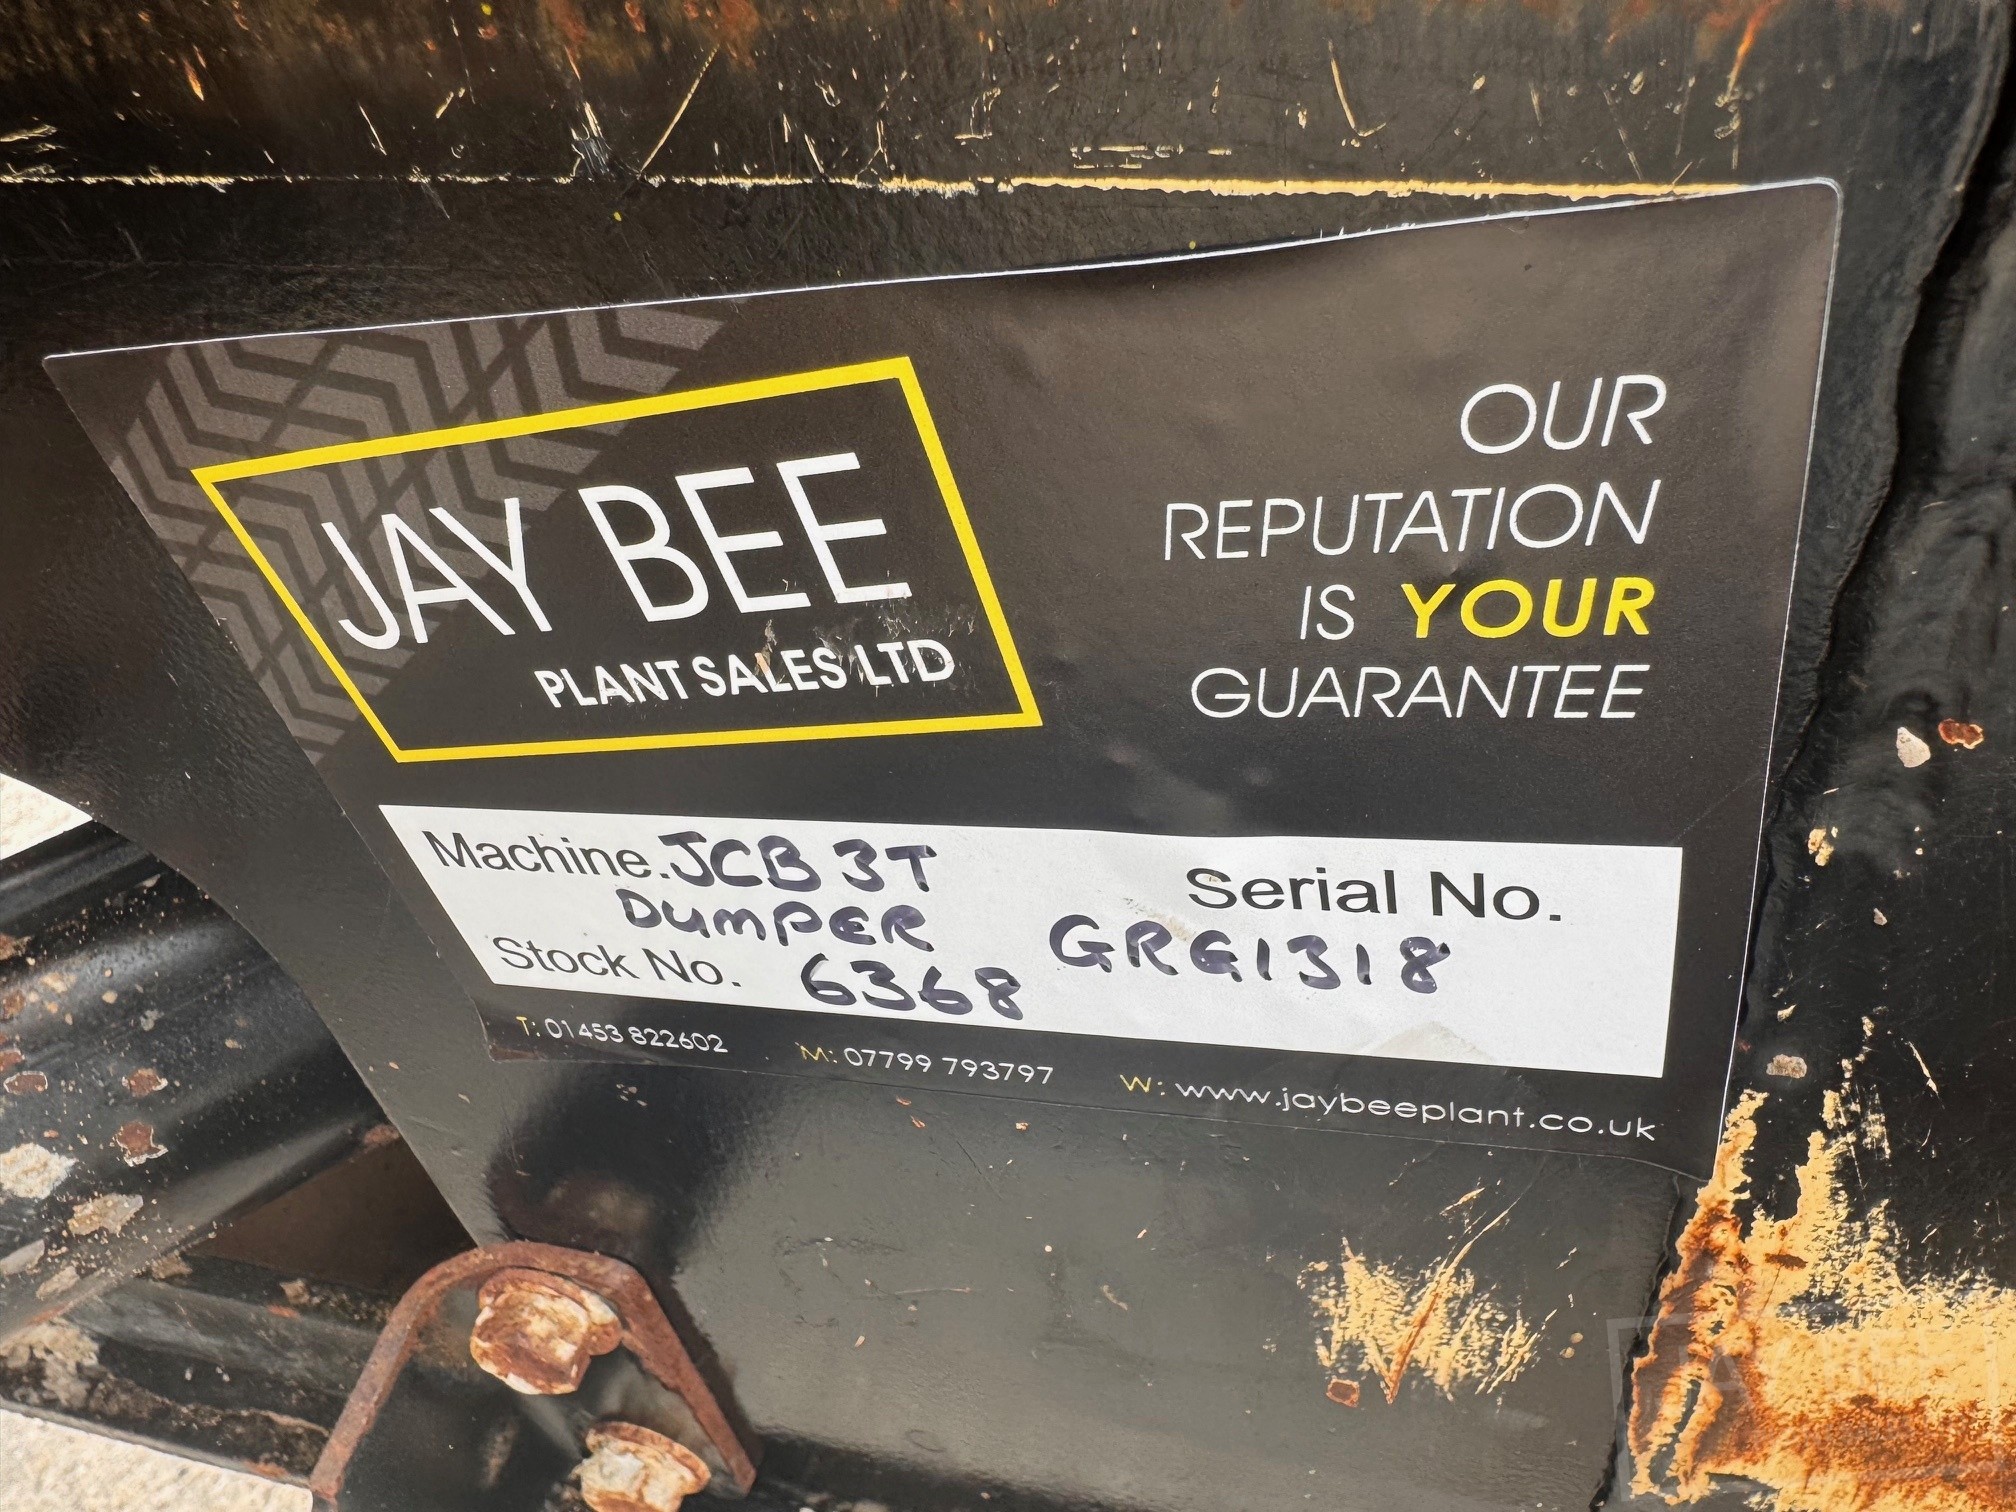 JAY BEE
PLANT SALES LTD
OUR
REPUTATION
IS YOUR
GUARANTEE
Machine. JCB 3T
DUMPER
Serial No.
GRG1318
Stock No. 6368
T: 01453 822602 M: 07799 793797 W: www.jaybeeplant.co.uk